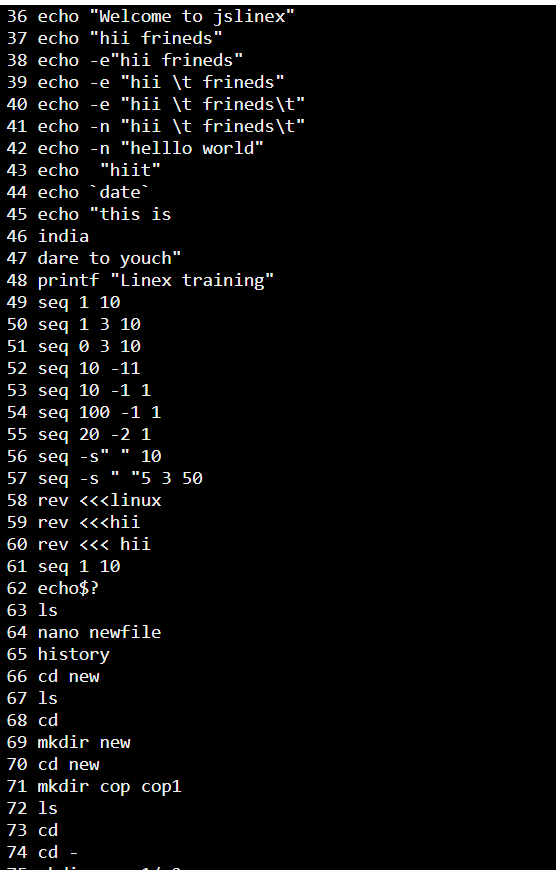 36 echo "Welcome to jslinex"
37 echo "hii frineds"
38 echo -e"hii frineds"
39 echo -e "hii \t frineds"
40 echo -e "hii \t frineds\t"
41 echo -n "hii \t frineds\t"
42 echo -n "helllo world"
43 echo  "hiit"
44 echo `date`
45 echo "this is
46 india
47 dare to youch"
48 printf "Linex training"
49 seq 1 10
50 seq 1 3 10
51 seq 0 3 10
52 seq 10 -11
53 seq 10 -1 1
54 seq 100 -1 1
55 seq 20 -2 1
56 seq -s" " 10
57 seq -s " "5 3 50
58 rev <<<linux
59 rev <<<hii
60 rev <<< hii
61 seq 1 10
62 echo$?
63 ls
64 nano newfile
65 history
66 cd new
67 ls
68 cd
69 mkdir new
70 cd new
71 mkdir cop cop1
72 ls
73 cd
74 cd -